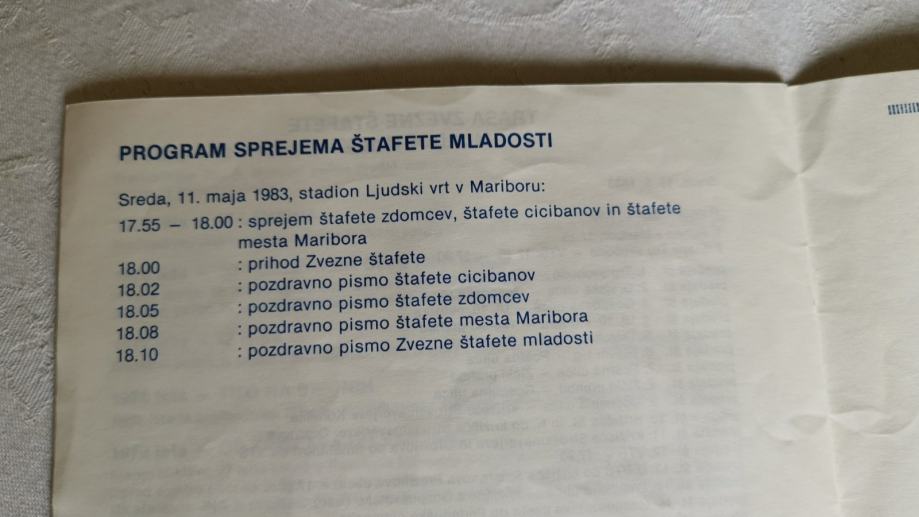 PROGRAM SPREJEMA ŠTAFETE MLADOSTI
Sreda, 11. maja 1983, stadion Ljudski vrt v Mariboru:
17.55 – 18.00 : sprejem štafete zdomcev, štafete cicibanov in štafete
mesta Maribora
18.00 : prihod Zvezne štafete
18.02 : pozdravno pismo štafete cicibanov
18.05 : pozdravno pismo štafete zdomcev
18.08 : pozdravno pismo štafete mesta Maribora
18.10 : pozdravno pismo Zvezne štafete mladosti